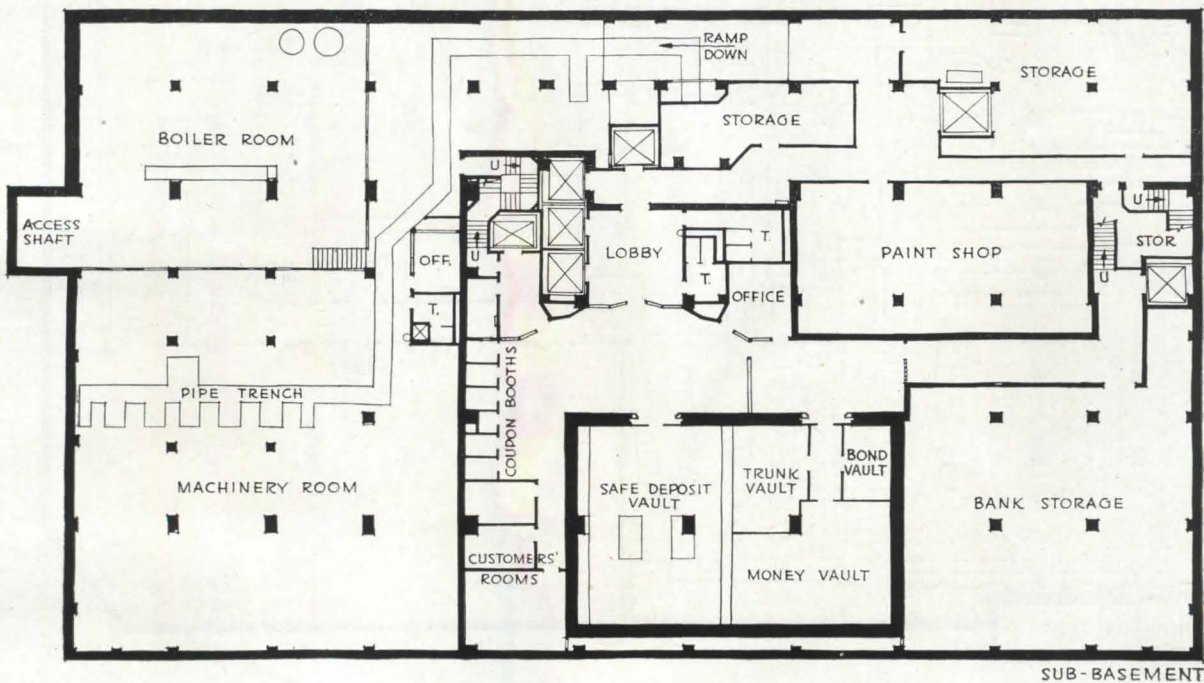 RAMP
DOWN
STORAGE
STORAGE
BOILER ROOM
U
ACCESS
SHAFT
OFF.
U
LOBBY
T.
T.
OFFICE
PAINT SHOP
U
STOR
U
T.
PIPE TRENCH
COUPON BOOTHS
MACHINERY ROOM
SAFE DEPOSIT
VAULT
TRUNK
VAULT
BOND
VAULT
BANK STORAGE
CUSTOMERS'
ROOMS
MONEY VAULT
SUB-BASEMENT